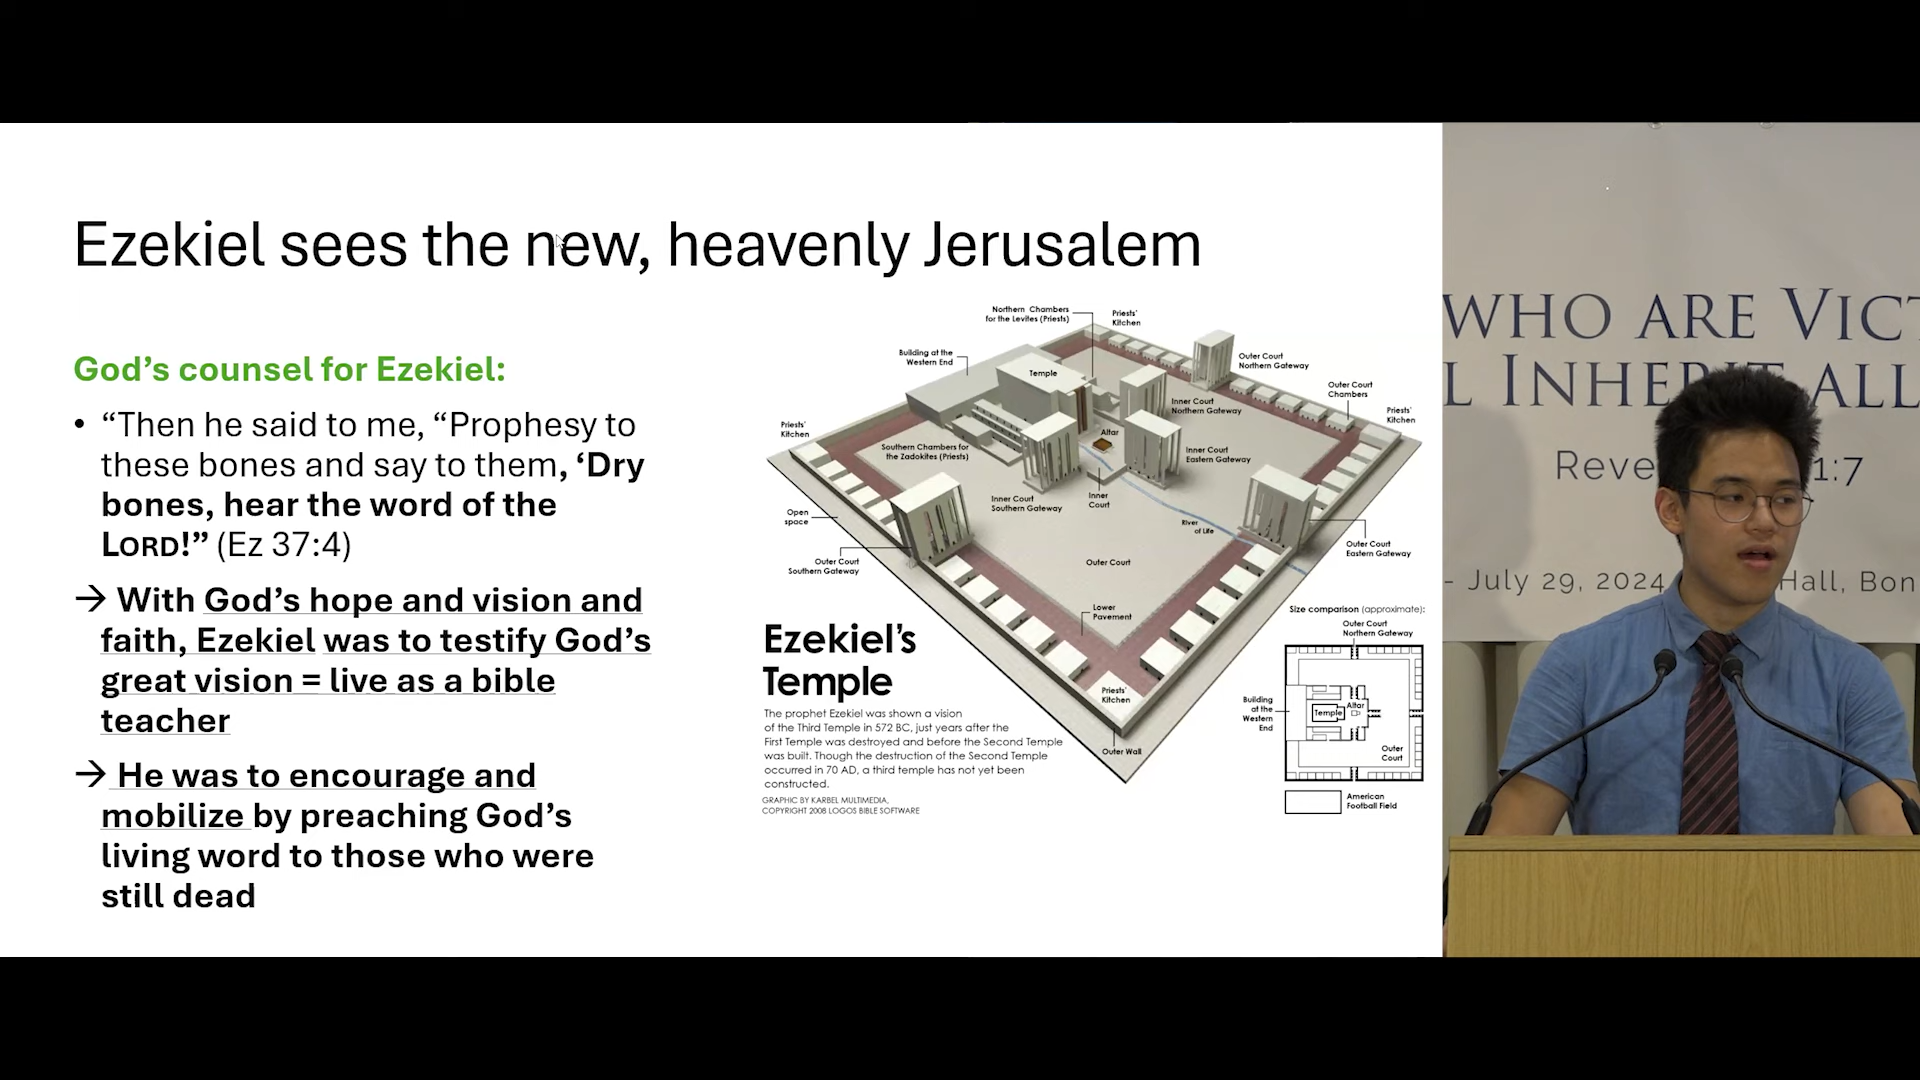 Ezekiel sees the new, heavenly Jerusalem
God’s counsel for Ezekiel:
• “Then he said to me, “Prophesy to
these bones and say to them, ‘Dry
bones, hear the word of the
LORD!” (Ez 37:4)
→ With God’s hope and vision and
faith, Ezekiel was to testify God’s
great vision = live as a bible
teacher
→ He was to encourage and
mobilize by preaching God’s
living word to those who were
still dead
Northern Chambers
for the Levites (Priests)
Priests’
Kitchen
Building at the
Western End
Temple
Outer Court
Northern Gateway
Outer Court
Chambers
Priests’
Kitchen
Inner Court
Northern Gateway
Priests’
Kitchen
Altar
Southern Chambers for
the Zadokites (Priests)
Inner Court
Eastern Gateway
Inner Court
Southern Gateway
Inner
Court
Open
space
River
of Life
Outer Court
Southern Gateway
Outer Court
Eastern Gateway
Outer Court
Lower
Pavement
Priests’
Kitchen
Outer Wall
Ezekiel’s
Temple
The prophet Ezekiel was shown a vision
of the Third Temple in 572 BC, just years after the
First Temple was destroyed and before the Second Temple
was built. Though the destruction of the Second Temple
occurred in 70 AD, a third temple has not yet been
constructed.
GRAPHIC BY KARBEL MULTIMEDIA,
COPYRIGHT 2008 LOGOS BIBLE SOFTWARE
Size comparison (approximate):
Outer Court
Northern Gateway
Building
at the
Western
End
Temple
Altar
Outer
Court
American
Football Field
WHO ARE VICT
L INHERIT ALL
Reve 1:7
- July 29, 2024 Hall, Bon